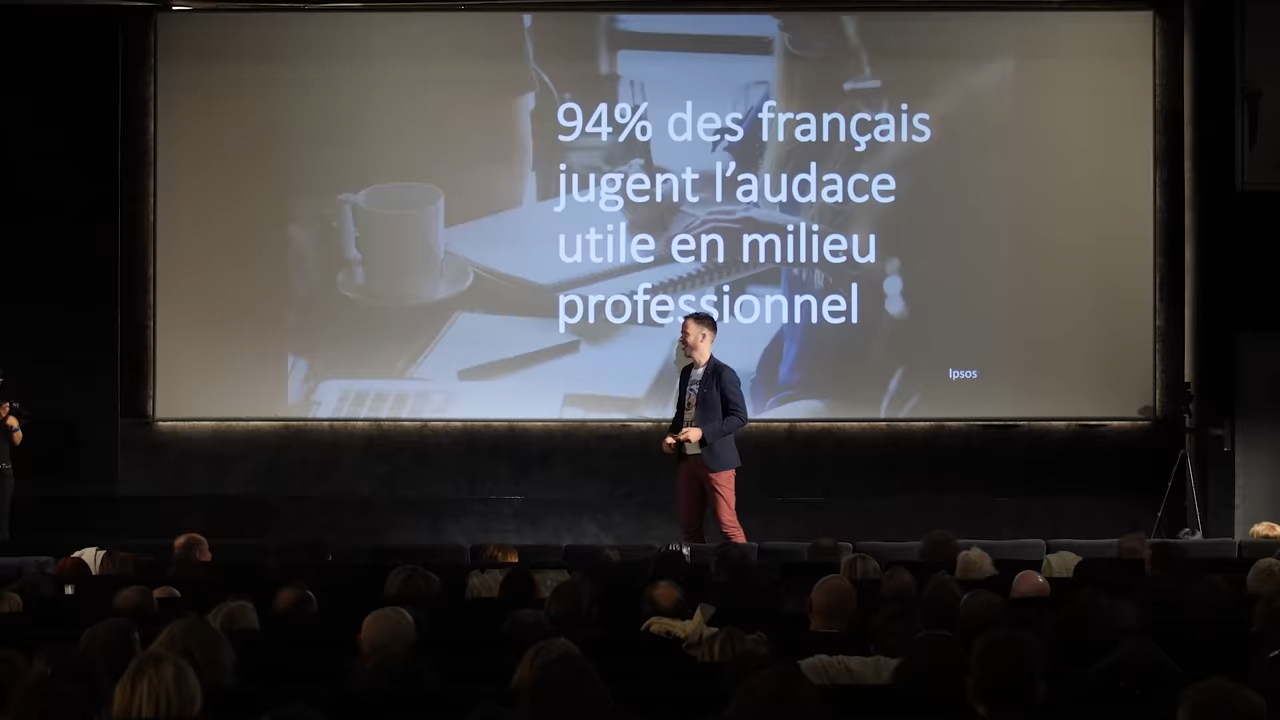 94% des français
jugent l’audace
utile en milieu
professionnel
Ipsos